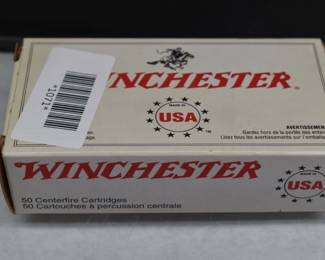 *1071*
WINCHESTER
MADE IN
USA
AVERTISSEMENT
Gardez hors de la portée des
Lisez tous les avertissements sur l'emballage
WINCHESTER
MADE IN
USA
50 Centerfire Cartridges
50 Cartouches à percussion centrale